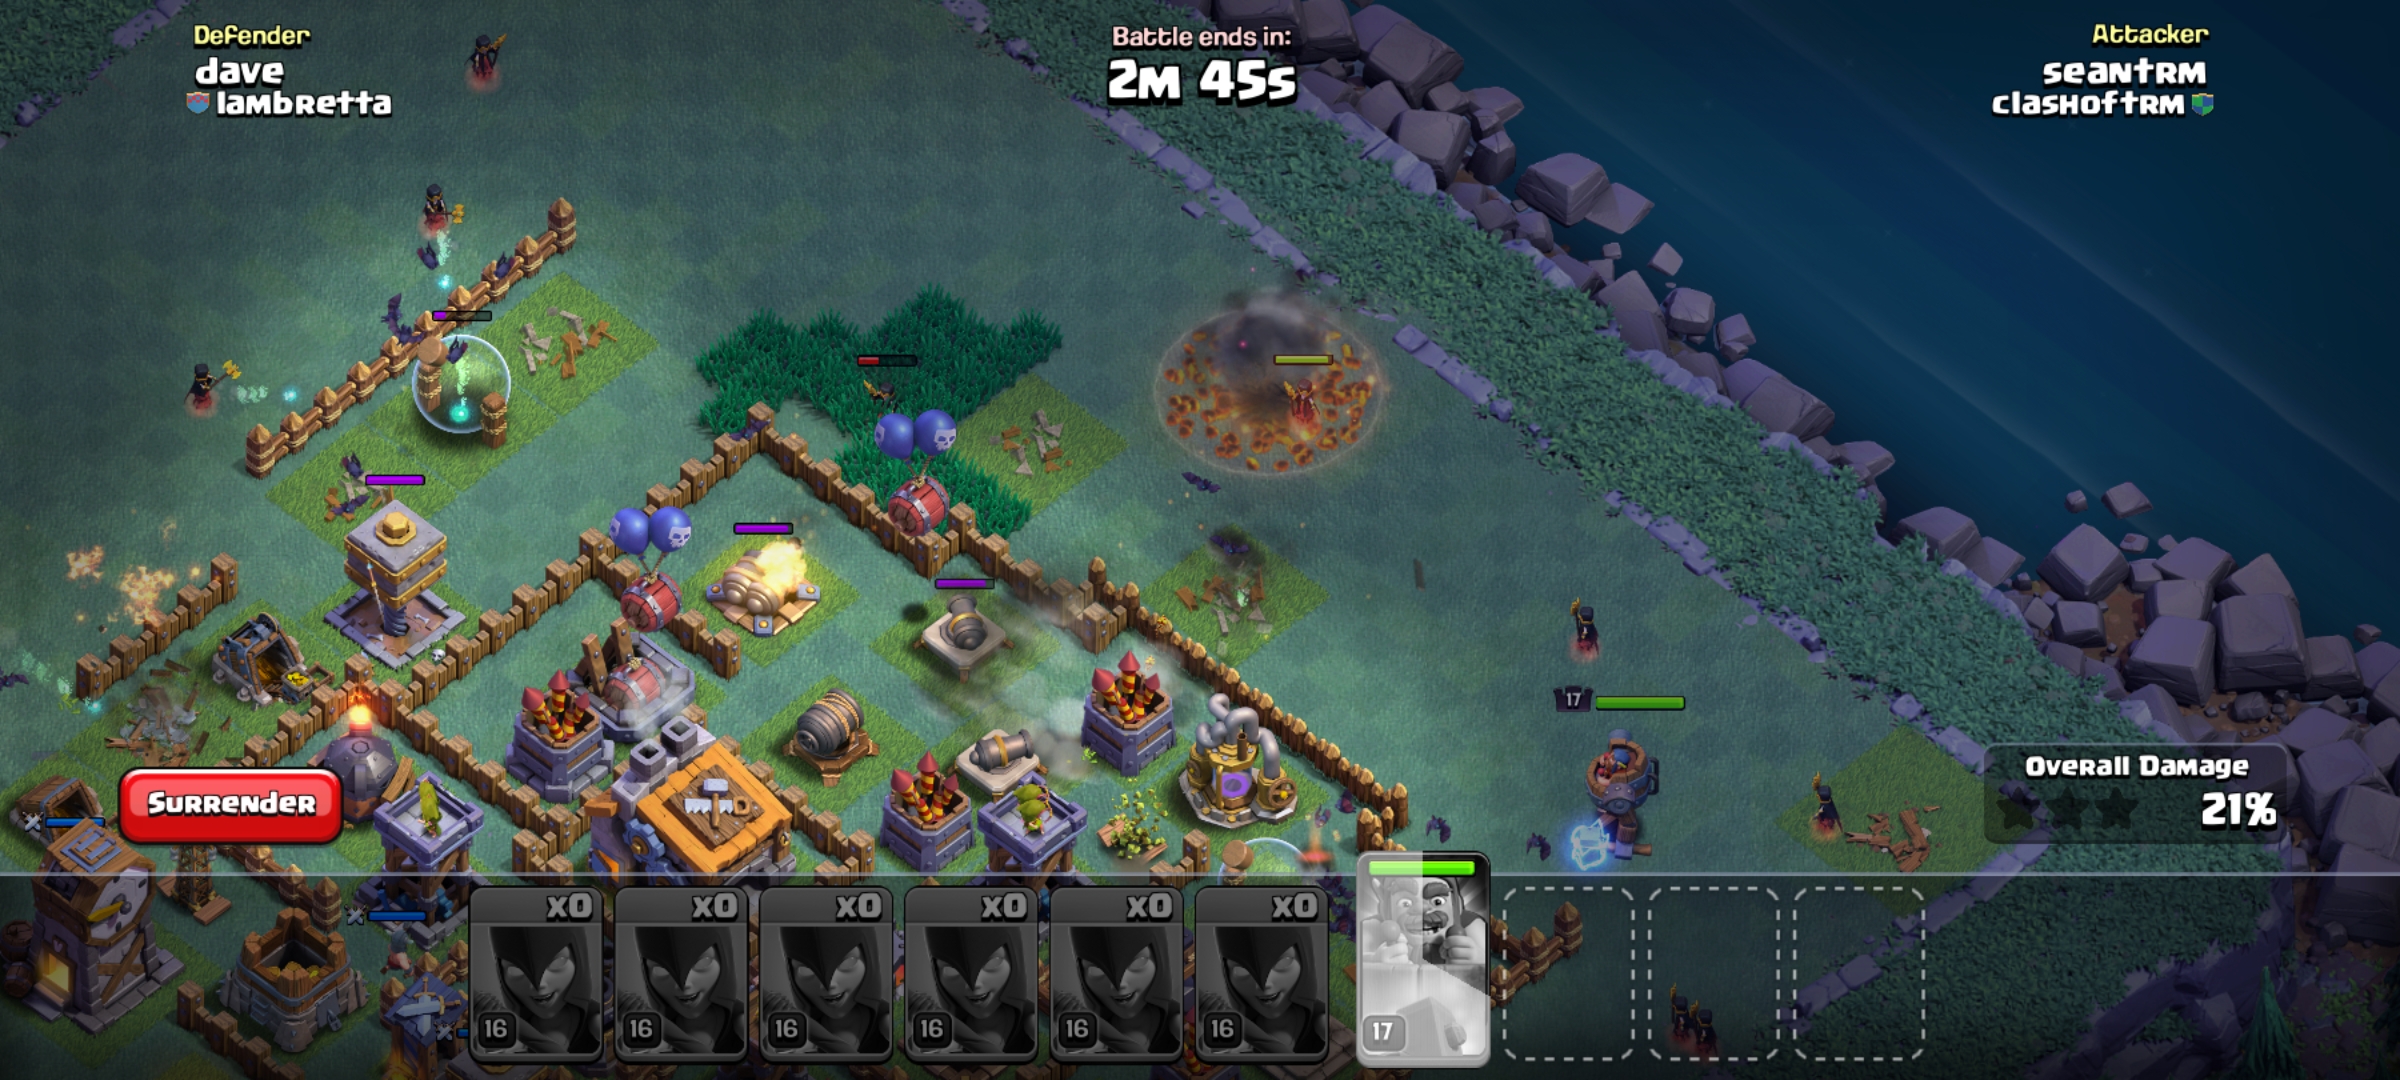 Defender
dave
lambretta
Battle ends in:
2M 45s
Attacker
seantRM
clashoftRM
17
Surrender
Overall Damage
21%
x0
x0
x0
x0
x0
x0
16
16
16
16
16
16
17